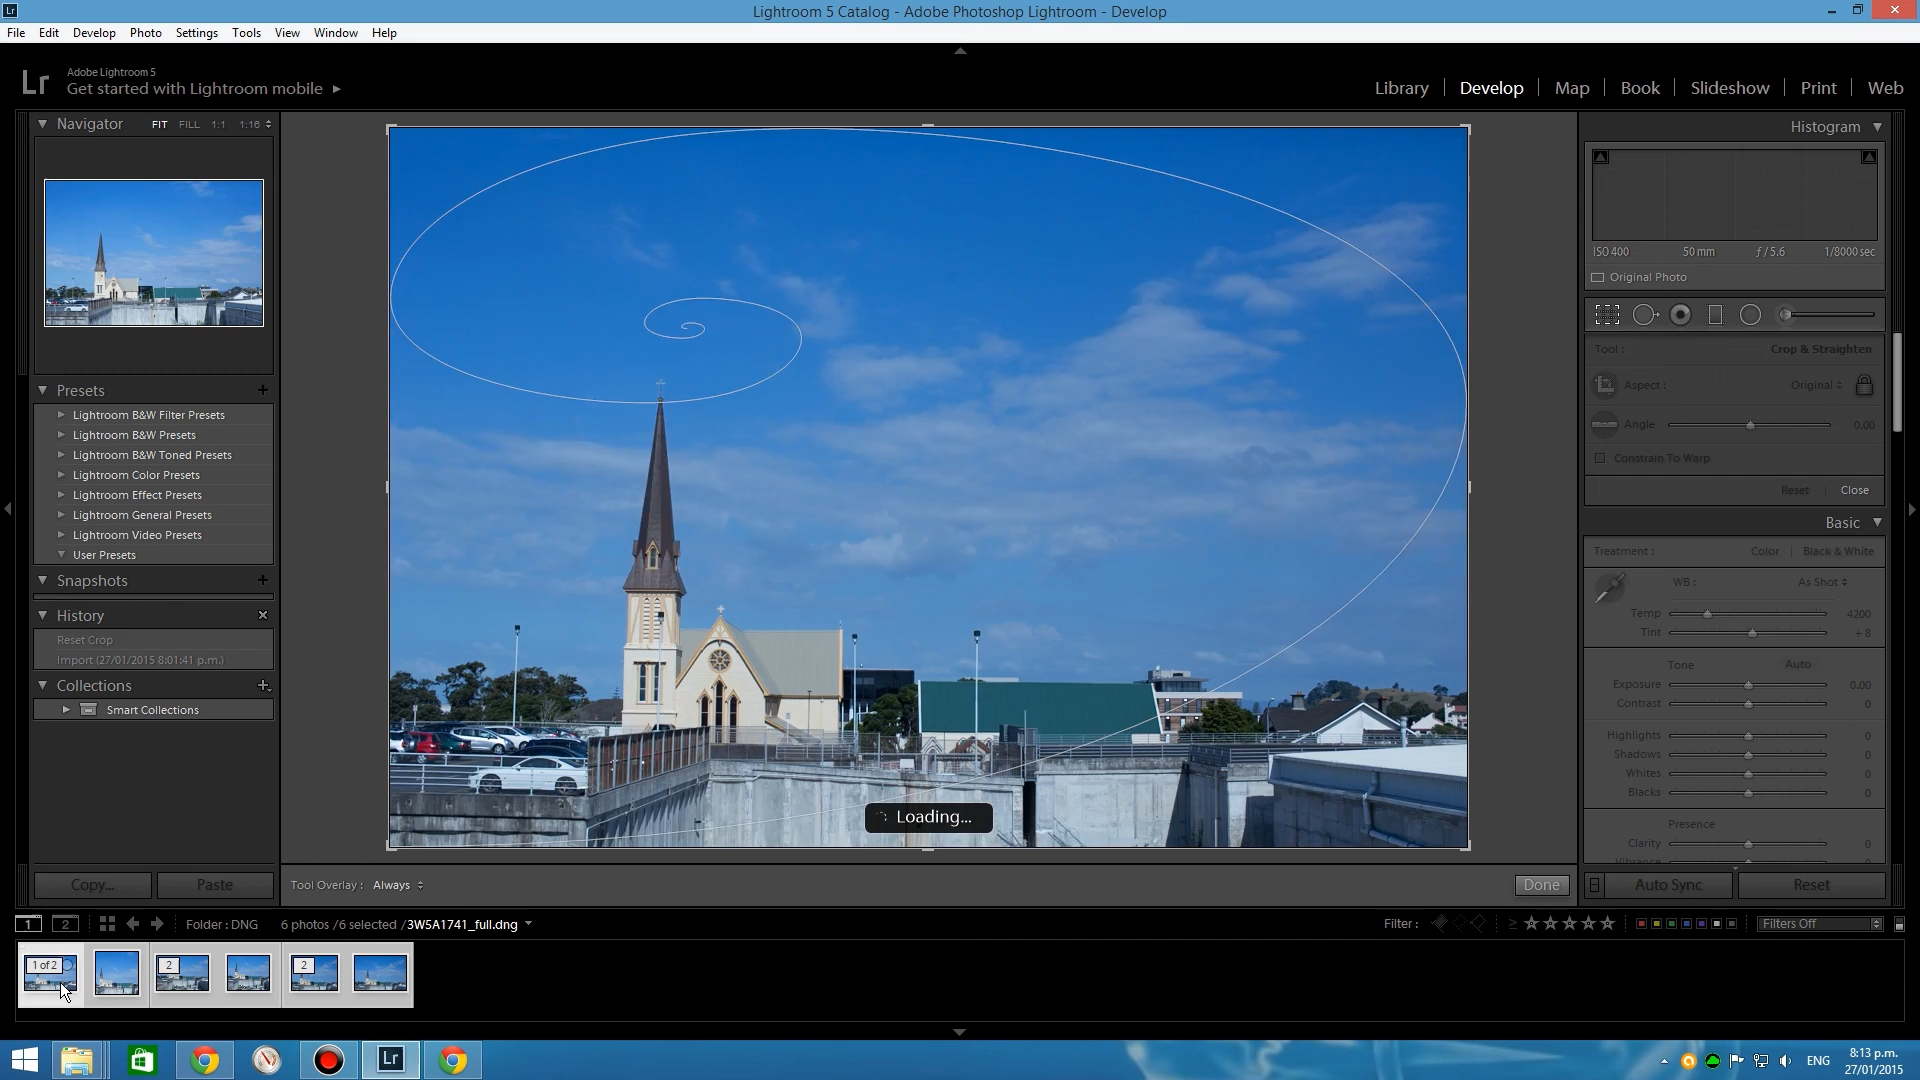 Lr
Lightroom 5 Catalog - Adobe Photoshop Lightroom - Develop
File Edit Develop Photo Settings Tools View Window Help
Lr
Adobe Lightroom 5
Get started with Lightroom mobile
Library Develop Map Book Slideshow Print Web
Navigator FIT FILL 1:1 1:16
Histogram
ISO 400 50 mm ƒ / 5.6 1/8000 sec
Original Photo
Tool : Crop & Straighten
Aspect : Original
Angle 0.00
Constrain To Warp
Reset Close
Presets
Lightroom B&W Filter Presets
Lightroom B&W Presets
Lightroom B&W Toned Presets
Lightroom Color Presets
Lightroom Effect Presets
Lightroom General Presets
Lightroom Video Presets
User Presets
Snapshots
History
Reset Crop
Import (27/01/2015 8:01:41 p.m.)
Collections
Smart Collections
Basic
Treatment : Color Black & White
WB : As Shot
Temp 4200
Tint + 8
Tone Auto
Exposure 0.00
Contrast 0
Highlights 0
Shadows 0
Whites 0
Blacks 0
Presence
Clarity 0
Vibrance
Loading...
Copy... Paste
Tool Overlay : Always
Done
Auto Sync Reset
1 2 Folder : DNG 6 photos /6 selected /3W5A1741_full.dng
Filter : ≥ Filters Off
1 of 2 2 2
Lr
ENG
8:13 p.m.
27/01/2015